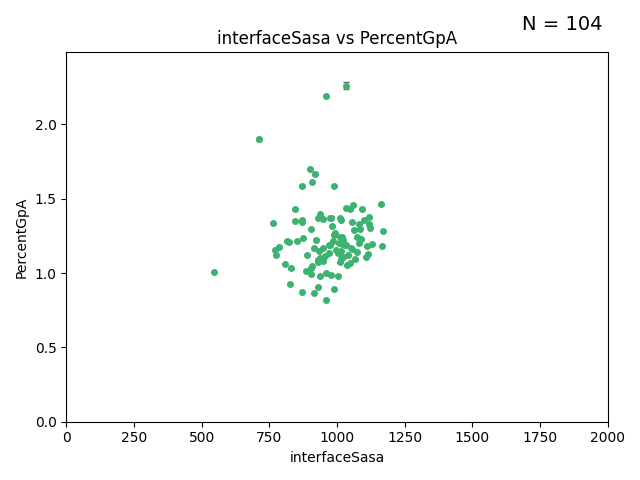 N = 104
interfaceSasa vs PercentGpA
PercentGpA
2.0
1.5
1.0
0.5
0.0
0 250 500 750 1000 1250 1500 1750 2000
interfaceSasa